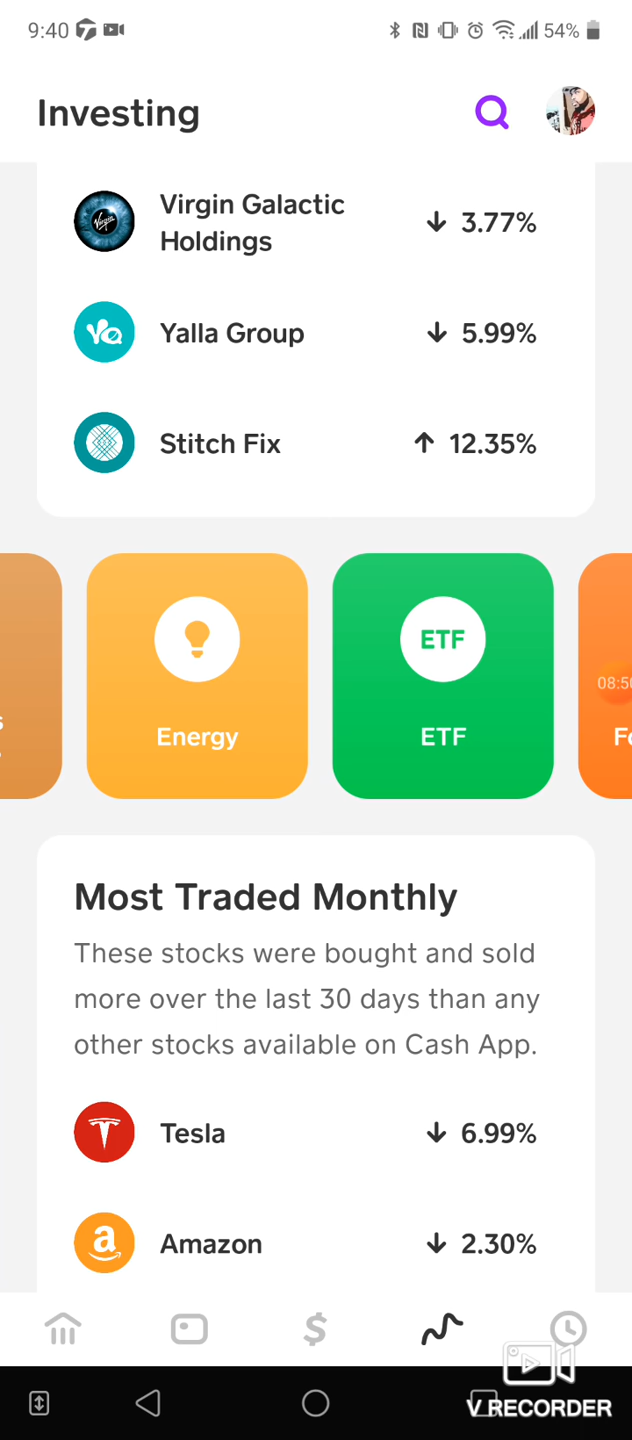 9:40 54%
Investing
Virgin Galactic
Holdings
↓ 3.77%
Yalla Group ↓ 5.99%
Stitch Fix ↑ 12.35%
ETF
Energy ETF
08:50
Most Traded Monthly
These stocks were bought and sold
more over the last 30 days than any
other stocks available on Cash App.
Tesla ↓ 6.99%
a Amazon ↓ 2.30%
$
V RECORDER